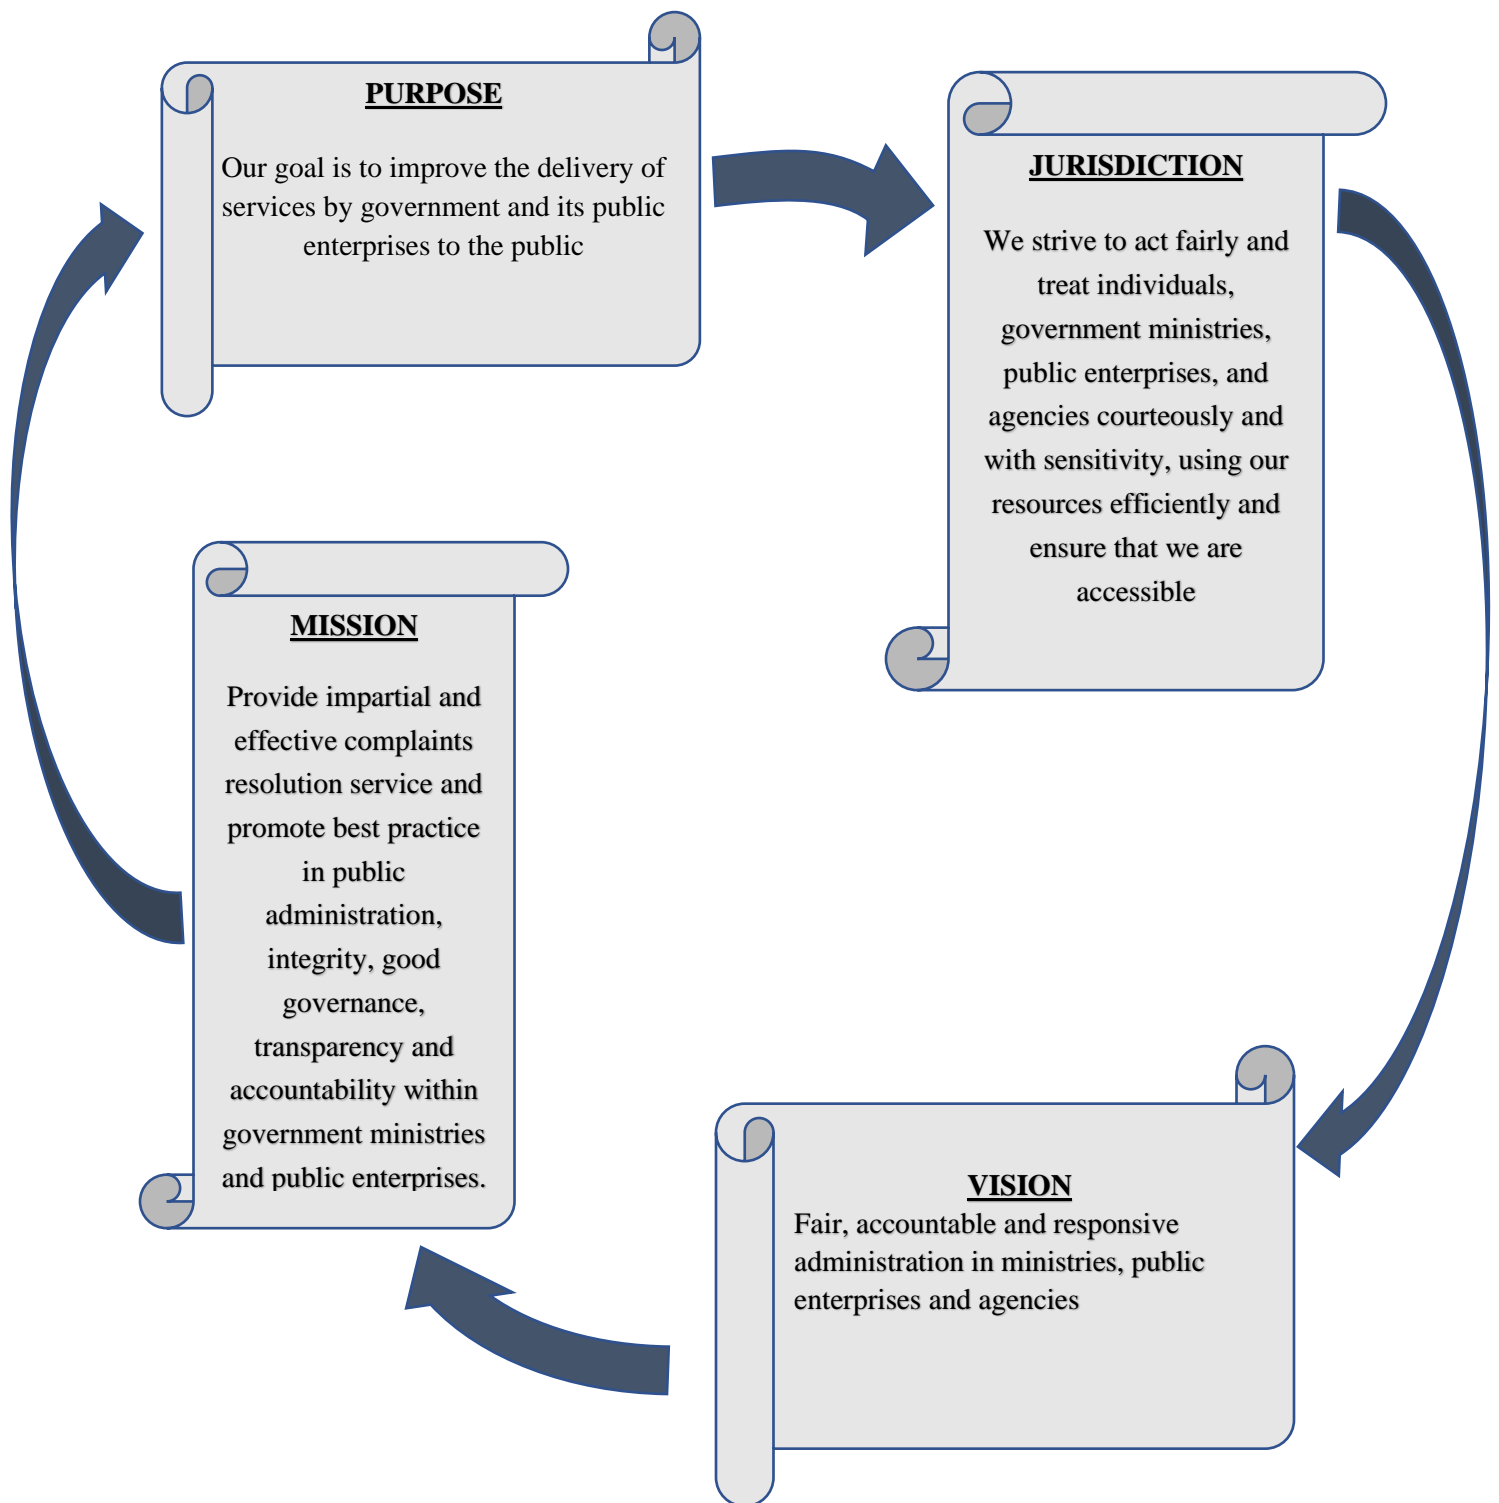 PURPOSE
Our goal is to improve the delivery of
services by government and its public
enterprises to the public
JURISDICTION
We strive to act fairly and
treat individuals,
government ministries,
public enterprises, and
agencies courteously and
with sensitivity, using our
resources efficiently and
ensure that we are
accessible
VISION
Fair, accountable and responsive
administration in ministries, public
enterprises and agencies
MISSION
Provide impartial and
effective complaints
resolution service and
promote best practice
in public
administration,
integrity, good
governance,
transparency and
accountability within
government ministries
and public enterprises.